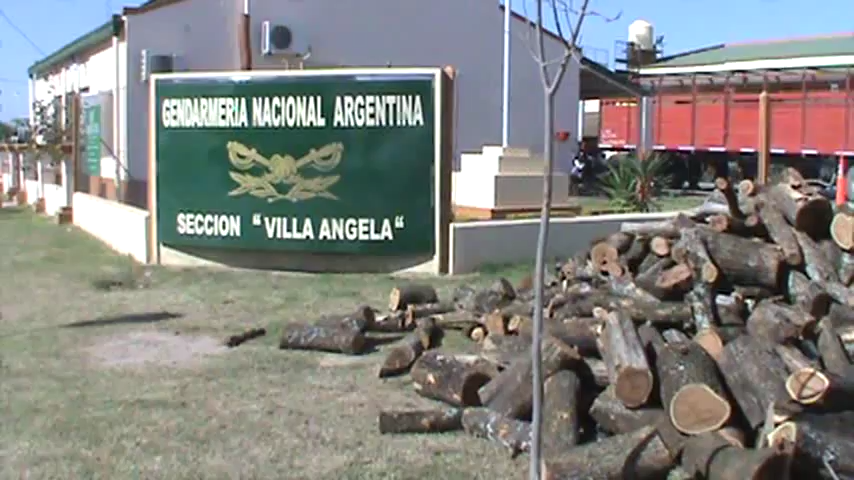 GENDARMERIA NACIONAL ARGENTINA
SECCION “VILLA ANGELA“